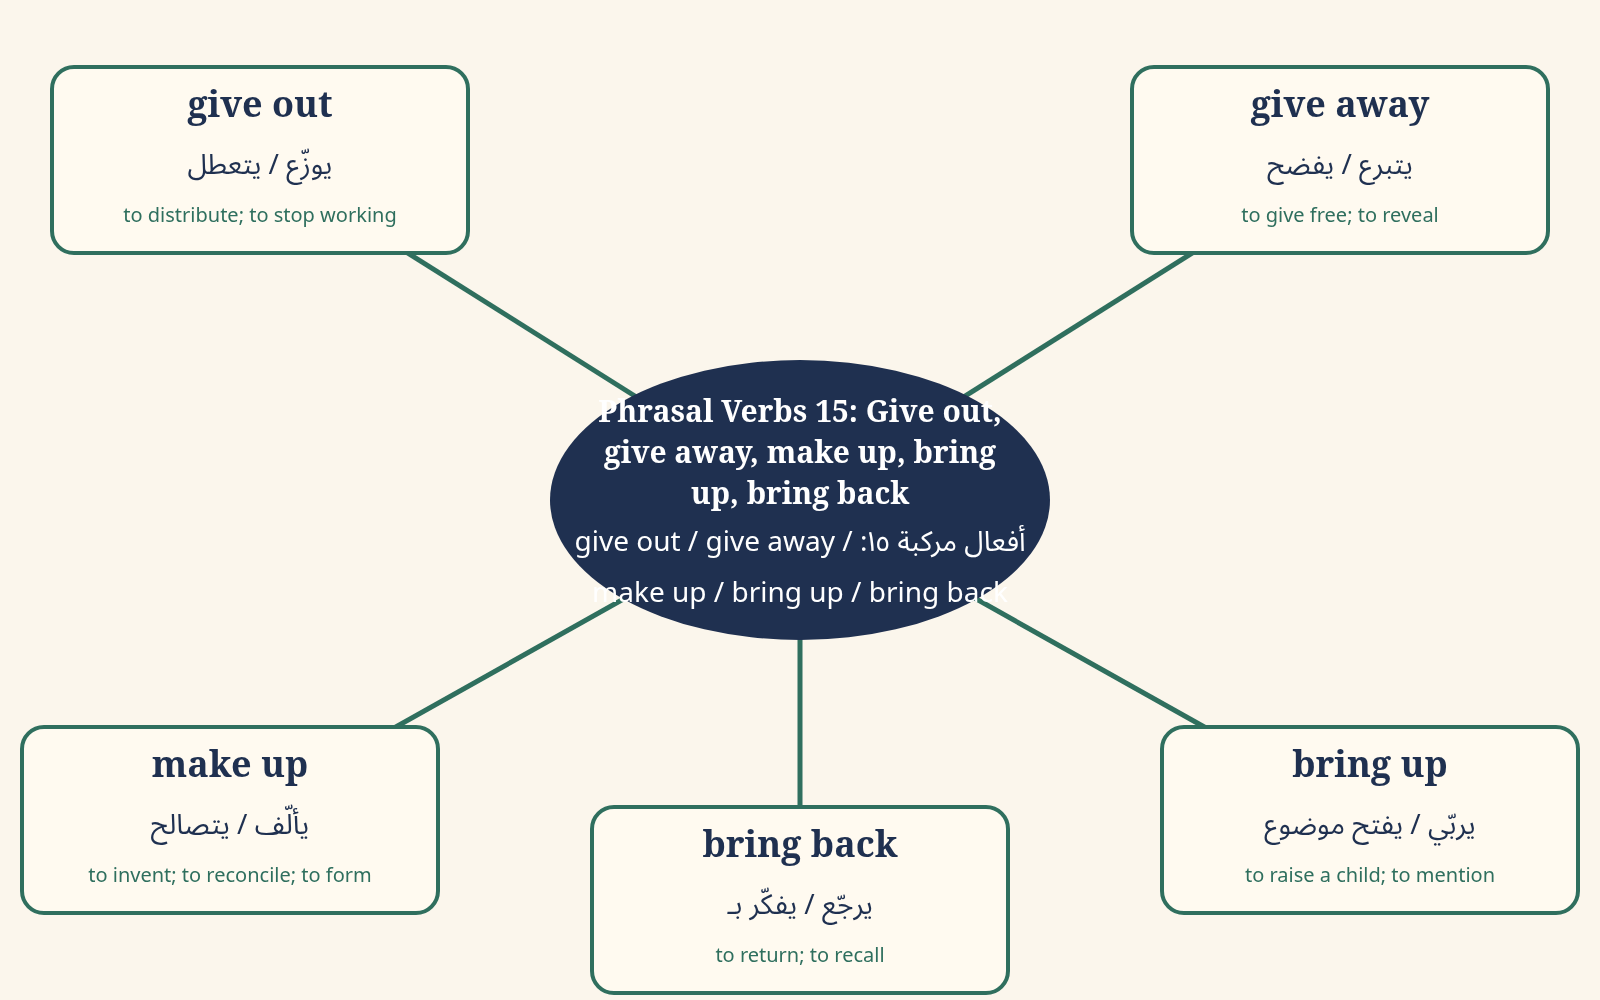 give out
يوزّع / يتعطل
to distribute; to stop working
give away
يتبرع / يفضح
to give free; to reveal
Phrasal Verbs 15: Give out,
give away, make up, bring
up, bring back
أفعال مركبة ١٥: give out / give away /
make up / bring up / bring back
make up
يألّف / يتصالح
to invent; to reconcile; to form
bring up
يربّي / يفتح موضوع
to raise a child; to mention
bring back
يرجّع / يفكّر بـ
to return; to recall